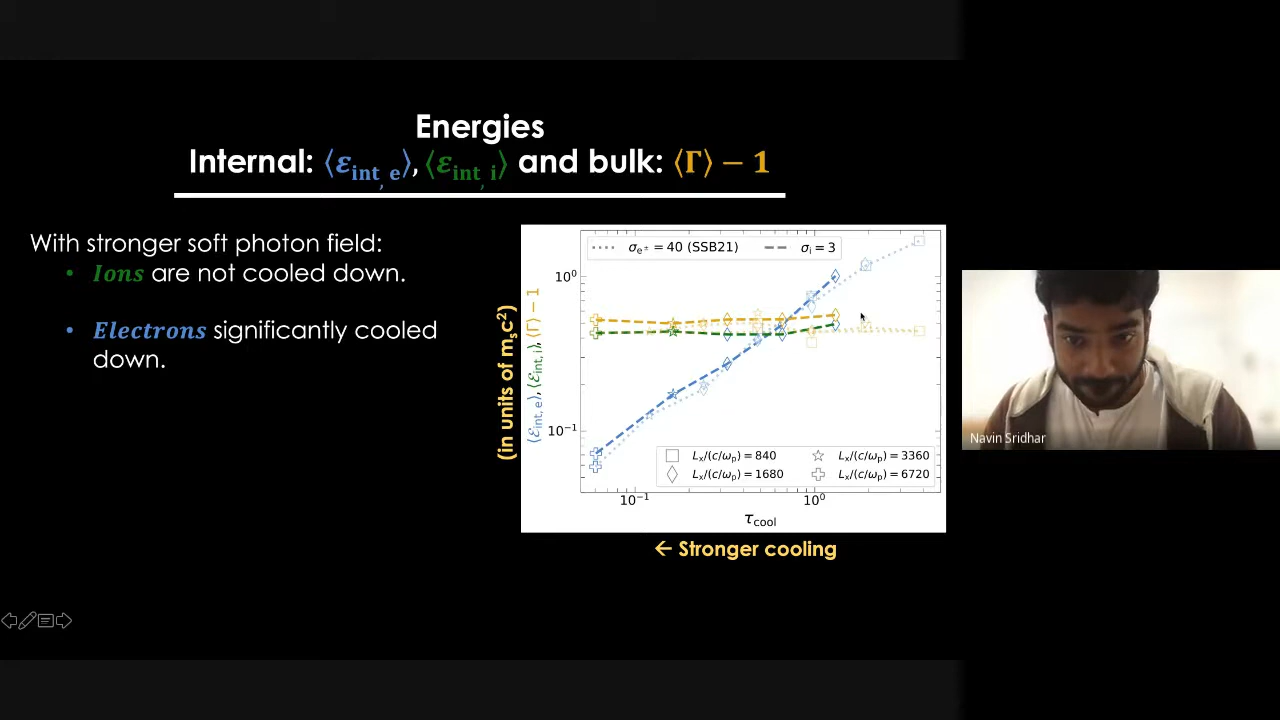 Energies
Internal: ⟨ε_int, e⟩, ⟨ε_int, i⟩ and bulk: ⟨Γ⟩ − 1
With stronger soft photon field:
• Ions are not cooled down.
• Electrons significantly cooled
down.
(in units of m_sc²)
⟨ε_int, e⟩, ⟨ε_int, i⟩, ⟨Γ⟩ − 1
σ_e± = 40 (SSB21)
σ_i = 3
10⁰
10⁻¹
L_x/(c/ω_p) = 840
L_x/(c/ω_p) = 3360
L_x/(c/ω_p) = 1680
L_x/(c/ω_p) = 6720
10⁻¹
10⁰
τ_cool
← Stronger cooling
Navin Sridhar